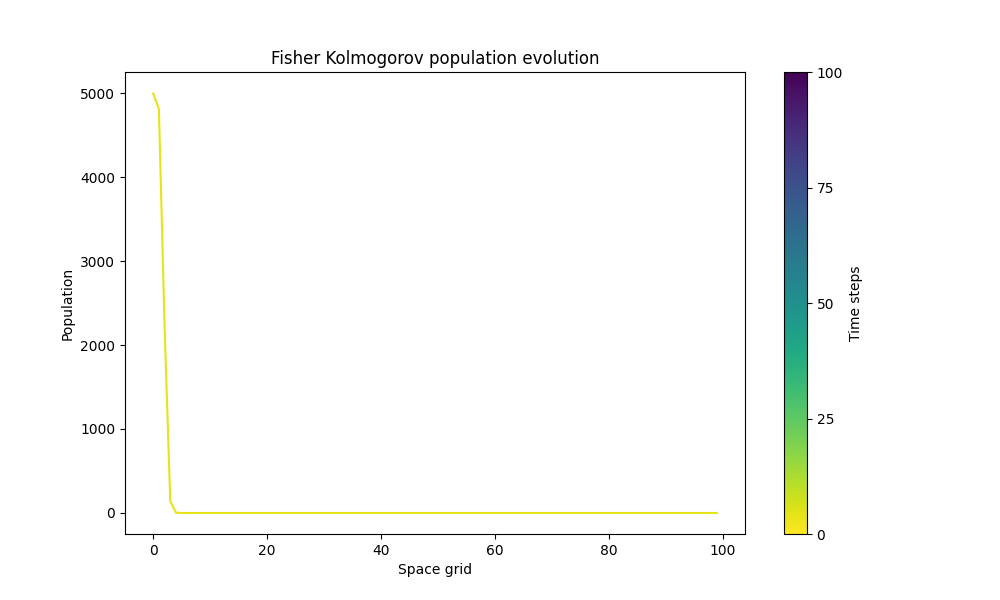 Fisher Kolmogorov population evolution
Population
5000
4000
3000
2000
1000
0
0 20 40 60 80 100
Space grid
100
75
50
25
0
Time steps